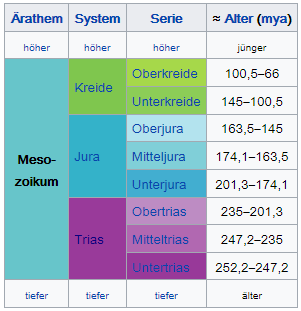 Ärathem System Serie ≈ Alter (mya)
höher höher höher jünger
Meso-
zoikum
Kreide
Oberkreide 100,5–66
Unterkreide 145–100,5
Jura
Oberjura 163,5–145
Mitteljura 174,1–163,5
Unterjura 201,3–174,1
Trias
Obertrias 235–201,3
Mitteltrias 247,2–235
Untertrias 252,2–247,2
tiefer tiefer tiefer älter